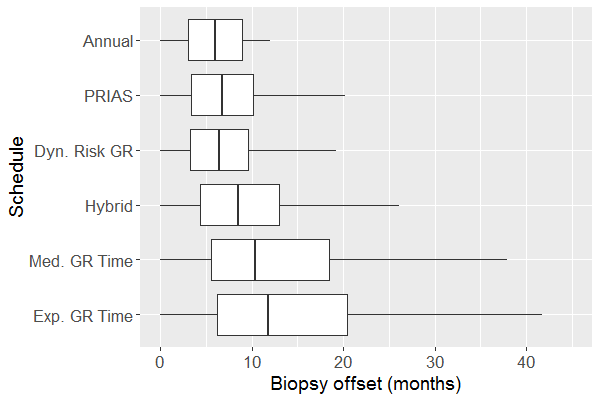 Schedule
Annual
PRIAS
Dyn. Risk GR
Hybrid
Med. GR Time
Exp. GR Time
0 10 20 30 40
Biopsy offset (months)